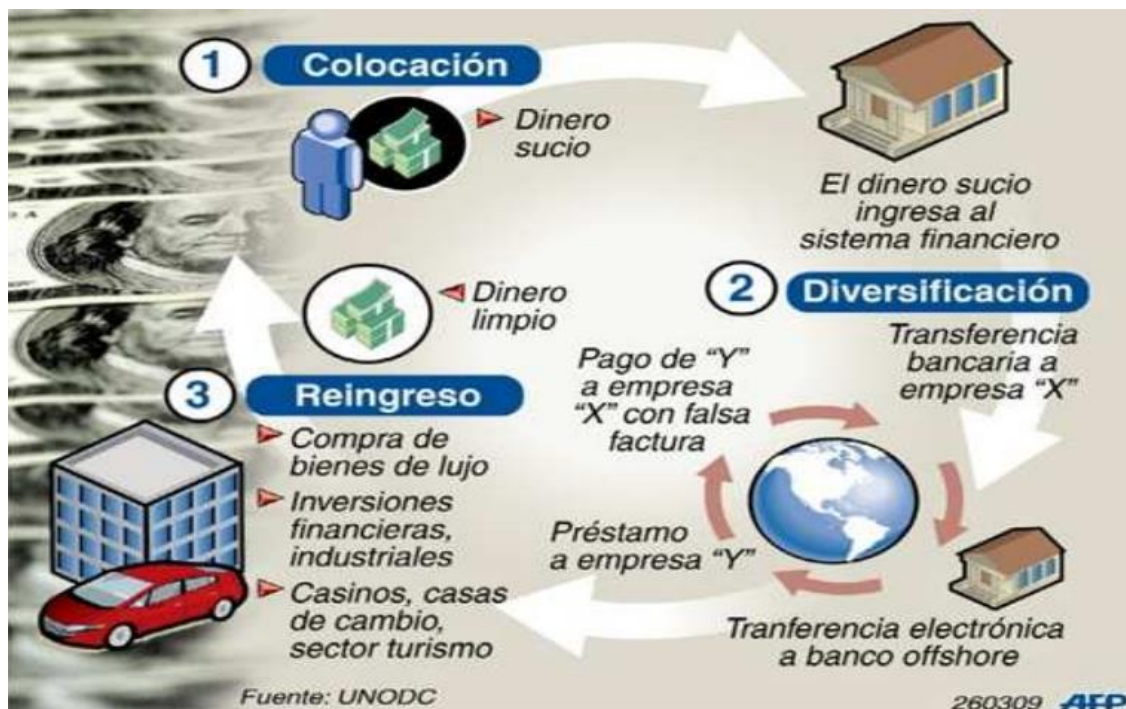 1 Colocación
Dinero
sucio
El dinero sucio
ingresa al
sistema financiero
2 Diversificación
Transferencia
bancaria a
empresa “X”
Tranferencia electrónica
a banco offshore
Préstamo
a empresa “Y”
Pago de “Y”
a empresa
“X” con falsa
factura
3 Reingreso
Compra de
bienes de lujo
Inversiones
financieras,
industriales
Casinos, casas
de cambio,
sector turismo
Dinero
limpio
Fuente: UNODC
260309 AFP